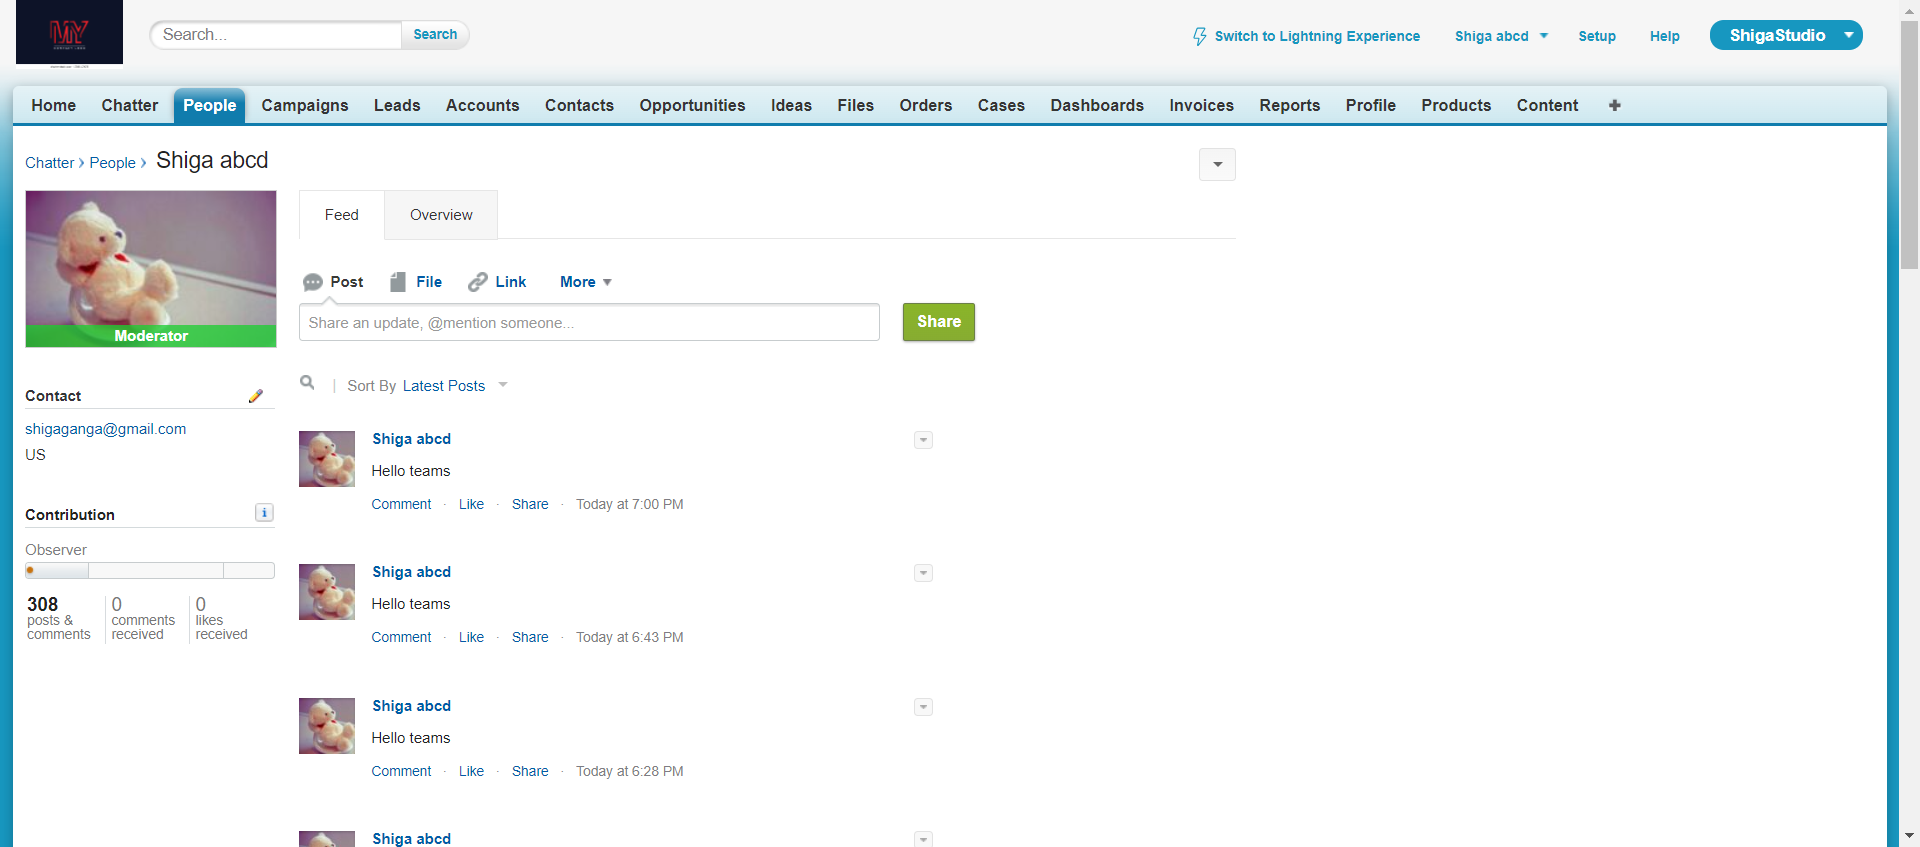 MY
Search...
Search
Switch to Lightning Experience
Shiga abcd
Setup
Help
ShigaStudio
Home Chatter People Campaigns Leads Accounts Contacts Opportunities Ideas Files Orders Cases Dashboards Invoices Reports Profile Products Content +
Chatter › People › Shiga abcd
Moderator
Contact
shigaganga@gmail.com
US
Contribution
i
Observer
308 posts & comments
0 comments received
0 likes received
Feed
Overview
Post File Link More
Share an update, @mention someone...
Share
| Sort By Latest Posts
Shiga abcd
Hello teams
Comment · Like · Share · Today at 7:00 PM
Shiga abcd
Hello teams
Comment · Like · Share · Today at 6:43 PM
Shiga abcd
Hello teams
Comment · Like · Share · Today at 6:28 PM
Shiga abcd